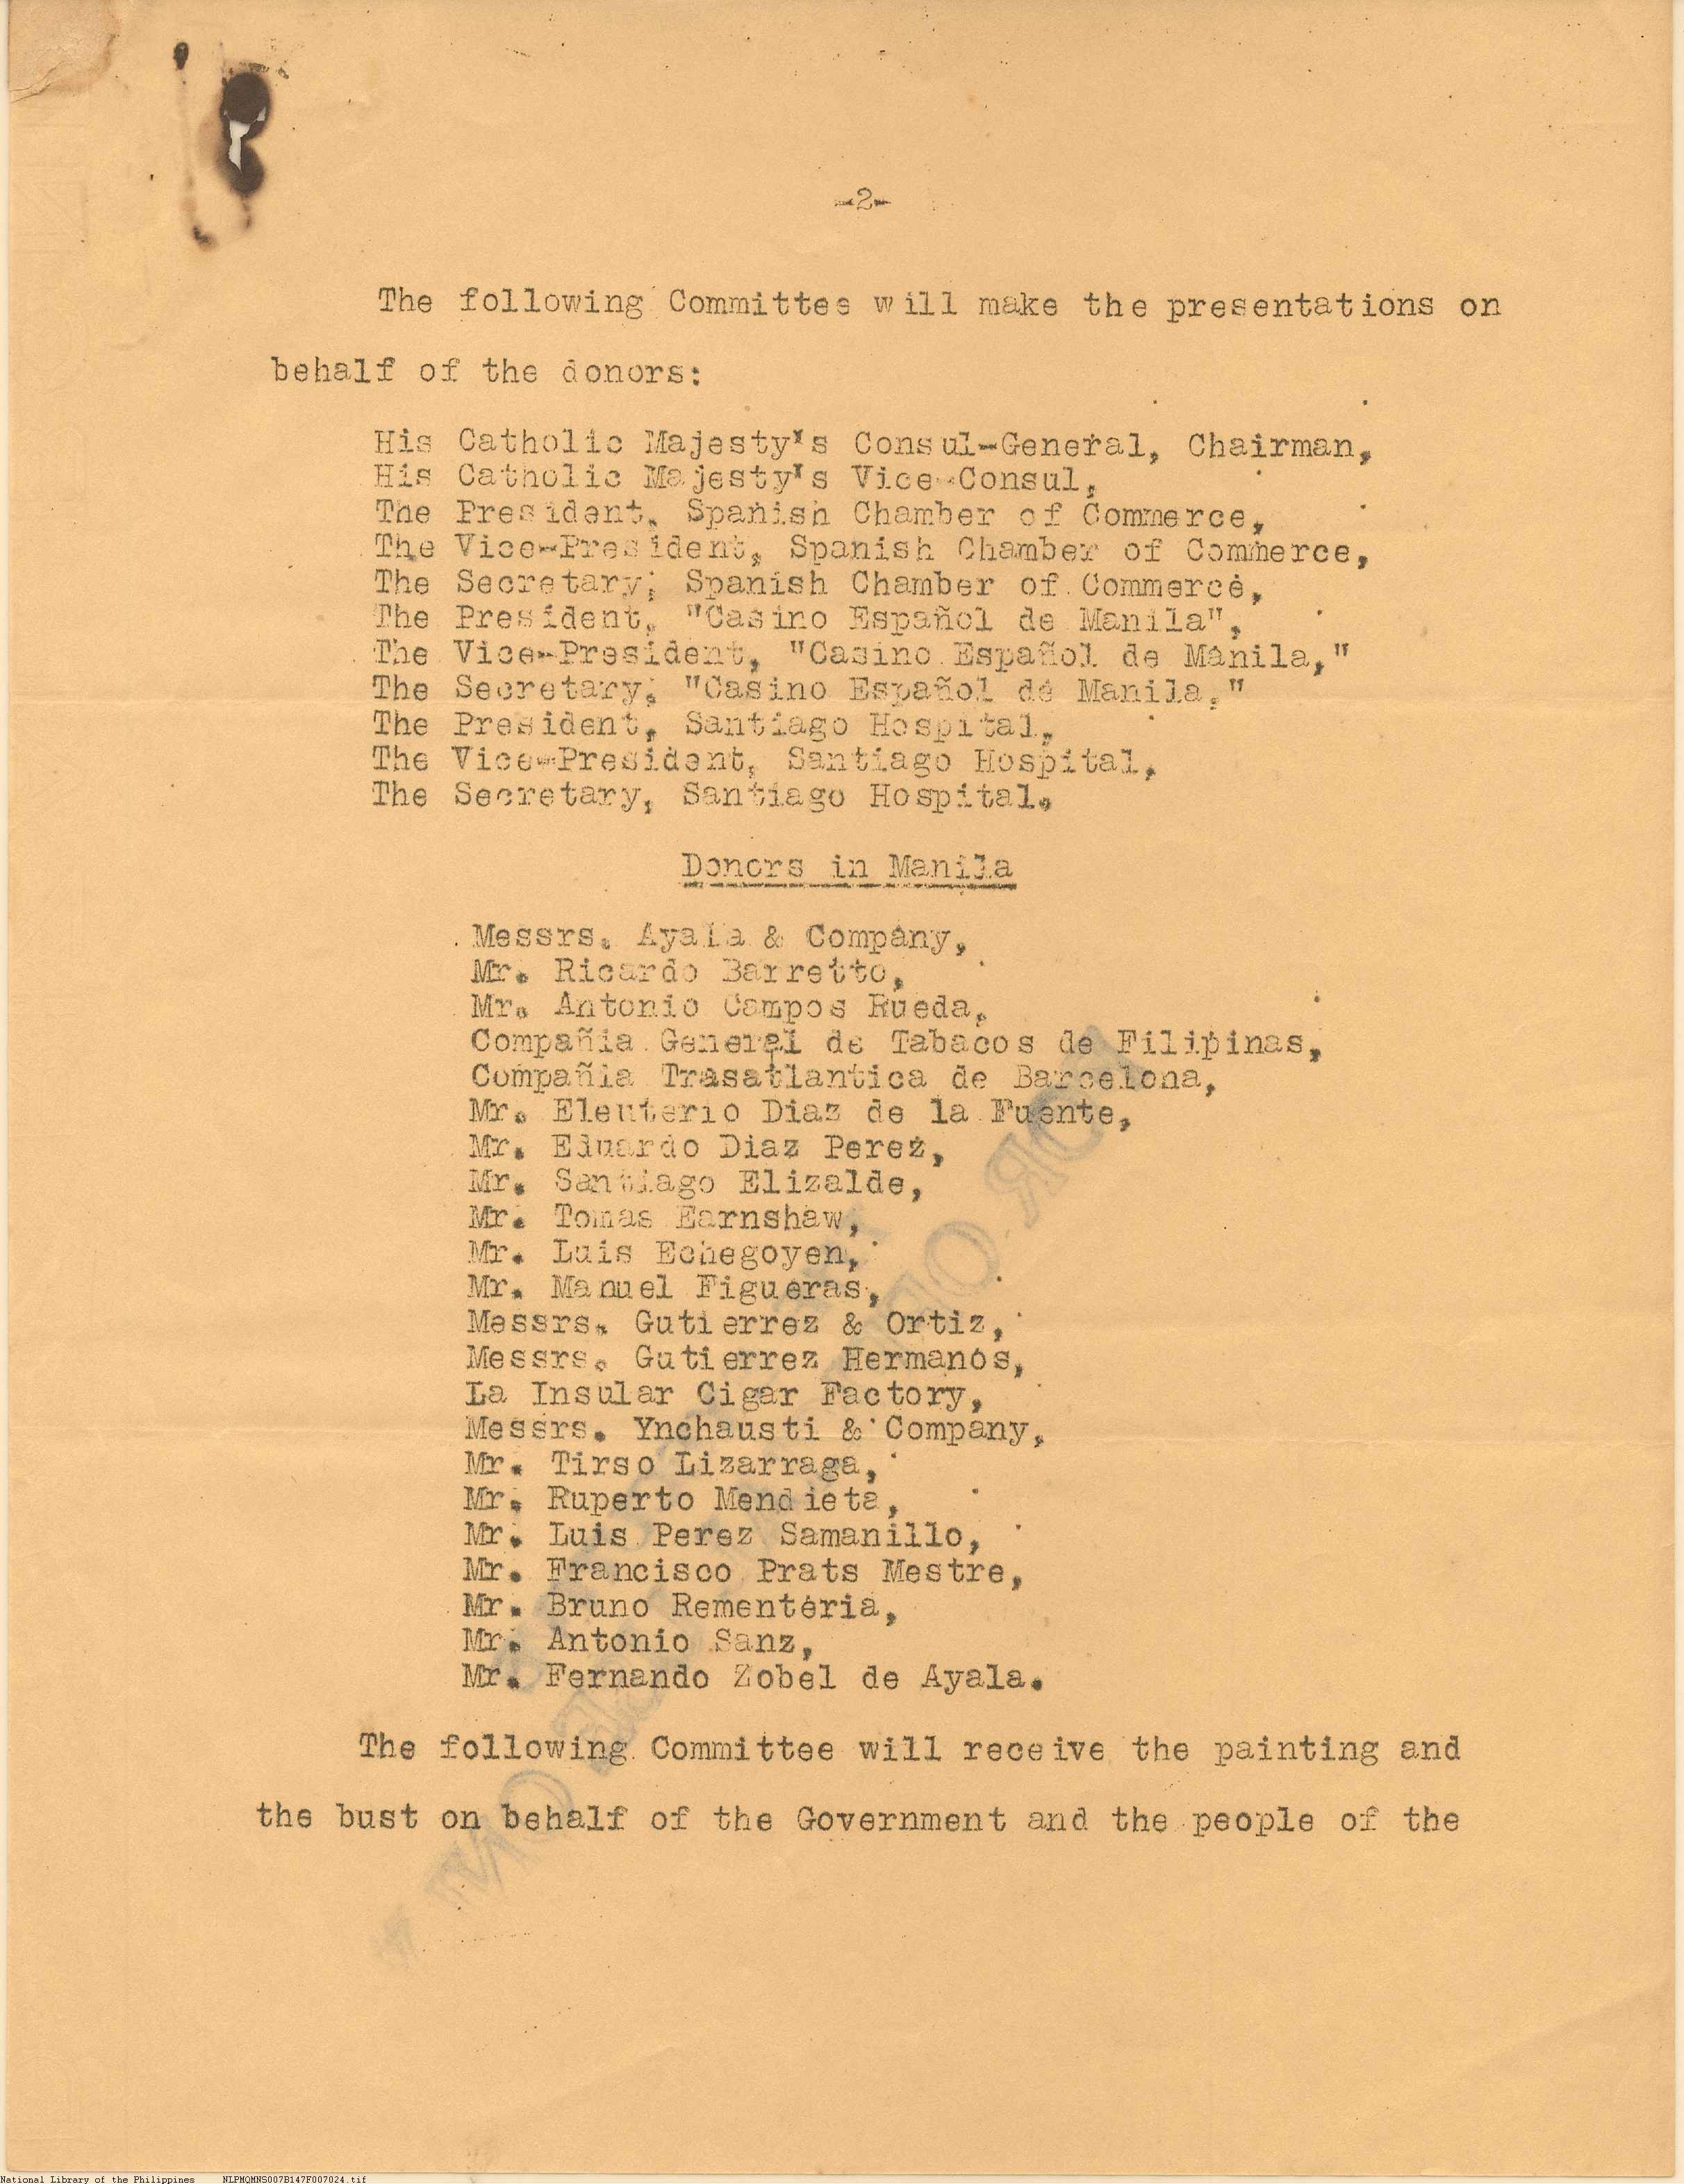 -2-
The following Committee will make the presentations on
behalf of the donors:
His Catholic Majesty's Consul-General, Chairman,
His Catholic Majesty's Vice-Consul,
The President, Spanish Chamber of Commerce,
The Vice-President, Spanish Chamber of Commerce,
The Secretary, Spanish Chamber of Commerce,
The President, "Casino Español de Manila",
The Vice-President, "Casino Español de Manila,"
The Secretary, "Casino Español de Manila,"
The President, Santiago Hospital,
The Vice-President, Santiago Hospital,
The Secretary, Santiago Hospital.
Donors in Manila
Messrs. Ayala & Company,
Mr. Ricardo Barretto,
Mr. Antonio Campos Rueda,
Compañia General de Tabacos de Filipinas,
Compañia Trasatlantica de Barcelona,
Mr. Eleuterio Diaz de la Fuente,
Mr. Eduardo Diaz Perez,
Mr. Santiago Elizalde,
Mr. Tomas Earnshaw,
Mr. Luis Echegoyen,
Mr. Manuel Figueras,
Messrs. Gutierrez & Ortiz,
Messrs. Gutierrez Hermanos,
La Insular Cigar Factory,
Messrs. Ynchausti & Company,
Mr. Tirso Lizarraga,
Mr. Ruperto Mendieta,
Mr. Luis Perez Samanillo,
Mr. Francisco Prats Mestre,
Mr. Bruno Rementeria,
Mr. Antonio Sanz,
Mr. Fernando Zobel de Ayala.
The following Committee will receive the painting and
the bust on behalf of the Government and the people of the
National Library of the Philippines NLPMQMNS007B147F007024.tif